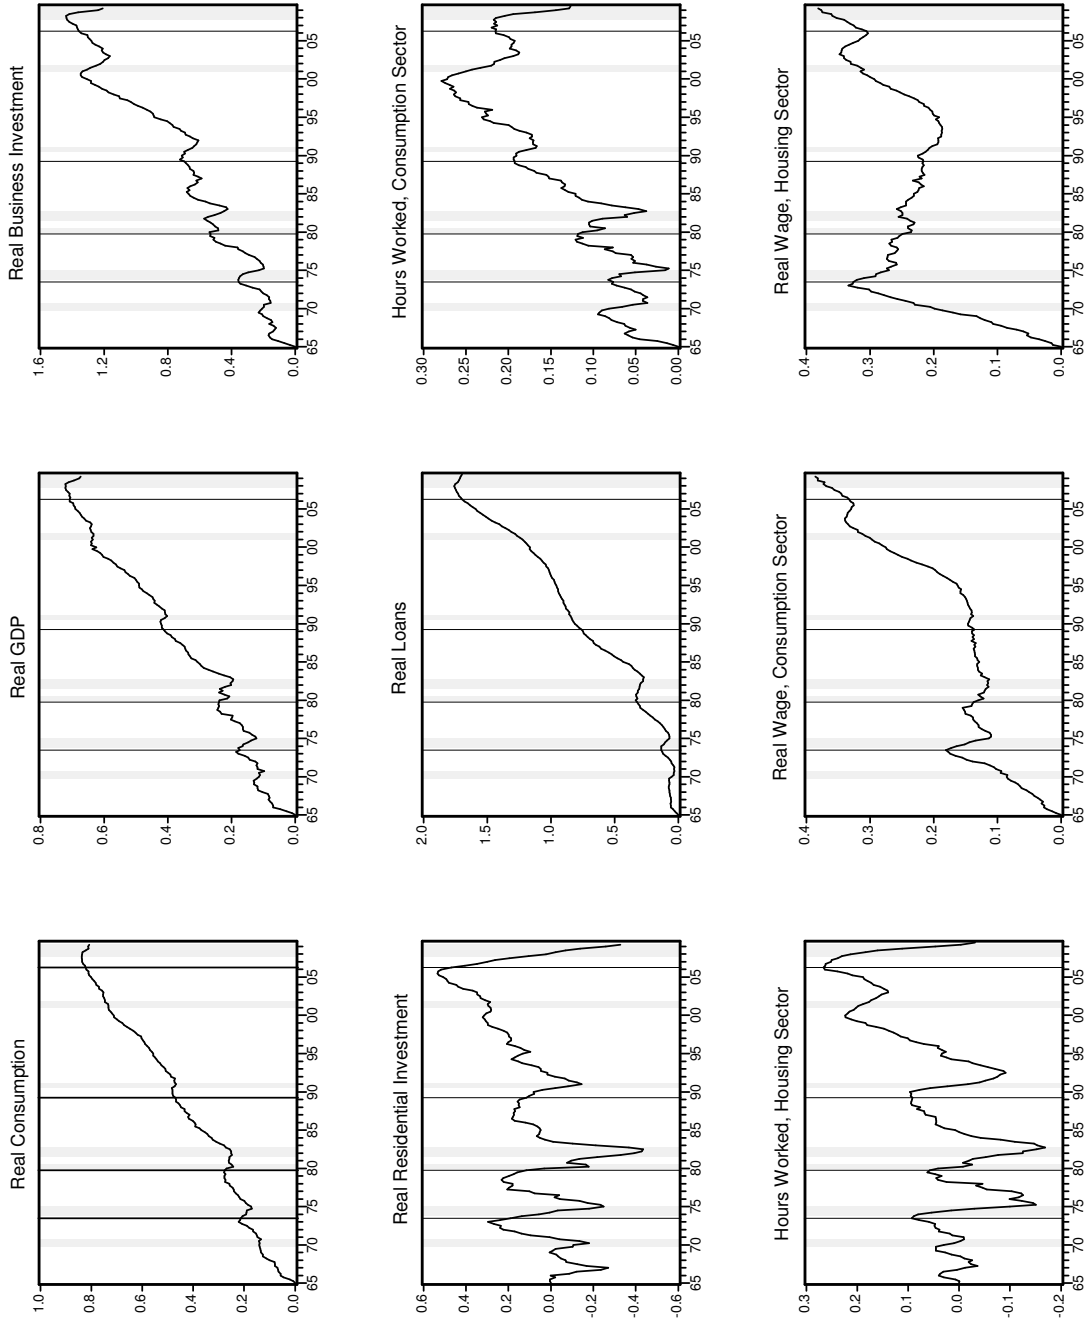 Real Consumption
1.0
0.8
0.6
0.4
0.2
0.0
65 70 75 80 85 90 95 00 05
Real GDP
0.8
0.6
0.4
0.2
0.0
65 70 75 80 85 90 95 00 05
Real Business Investment
1.6
1.2
0.8
0.4
0.0
65 70 75 80 85 90 95 00 05
Real Residential Investment
0.6
0.4
0.2
0.0
-0.2
-0.4
-0.6
65 70 75 80 85 90 95 00 05
Real Loans
2.0
1.5
1.0
0.5
0.0
65 70 75 80 85 90 95 00 05
Hours Worked, Consumption Sector
0.30
0.25
0.20
0.15
0.10
0.05
0.00
65 70 75 80 85 90 95 00 05
Hours Worked, Housing Sector
0.3
0.2
0.1
0.0
-0.1
-0.2
65 70 75 80 85 90 95 00 05
Real Wage, Consumption Sector
0.4
0.3
0.2
0.1
0.0
65 70 75 80 85 90 95 00 05
Real Wage, Housing Sector
0.4
0.3
0.2
0.1
0.0
65 70 75 80 85 90 95 00 05